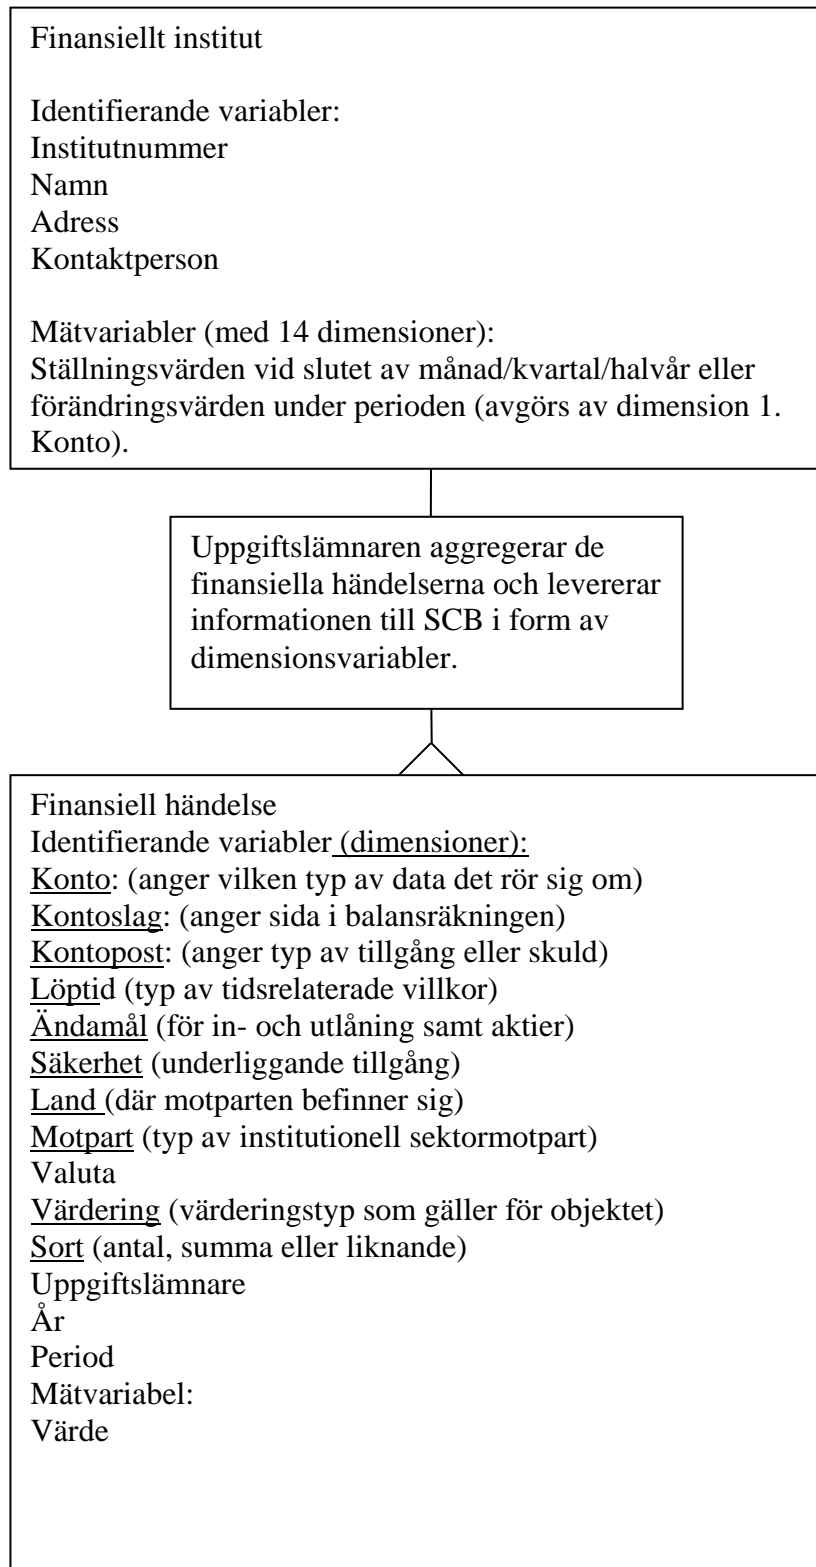 Finansiellt institut
Identifierande variabler:
Institutnummer
Namn
Adress
Kontaktperson
Mätvariabler (med 14 dimensioner):
Ställningsvärden vid slutet av månad/kvartal/halvår eller
förändringsvärden under perioden (avgörs av dimension 1.
Konto).
Uppgiftslämnaren aggregerar de
finansiella händelserna och levererar
informationen till SCB i form av
dimensionsvariabler.
Finansiell händelse
Identifierande variabler (dimensioner):
Konto: (anger vilken typ av data det rör sig om)
Kontoslag: (anger sida i balansräkningen)
Kontopost: (anger typ av tillgång eller skuld)
Löptid (typ av tidsrelaterade villkor)
Ändamål (för in- och utlåning samt aktier)
Säkerhet (underliggande tillgång)
Land (där motparten befinner sig)
Motpart (typ av institutionell sektormotpart)
Valuta
Värdering (värderingstyp som gäller för objektet)
Sort (antal, summa eller liknande)
Uppgiftslämnare
År
Period
Mätvariabel:
Värde